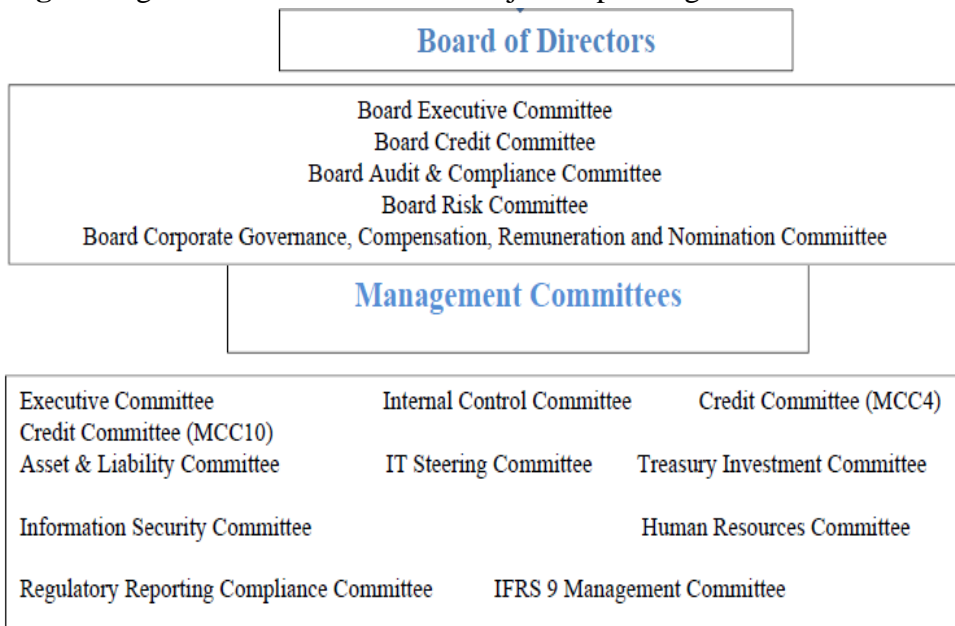 Board of Directors
Board Executive Committee
Board Credit Committee
Board Audit & Compliance Committee
Board Risk Committee
Board Corporate Governance, Compensation, Remuneration and Nomination Commiittee
Management Committees
Executive Committee Internal Control Committee Credit Committee (MCC4)
Credit Committee (MCC10)
Asset & Liability Committee IT Steering Committee Treasury Investment Committee
Information Security Committee Human Resources Committee
Regulatory Reporting Compliance Committee IFRS 9 Management Committee